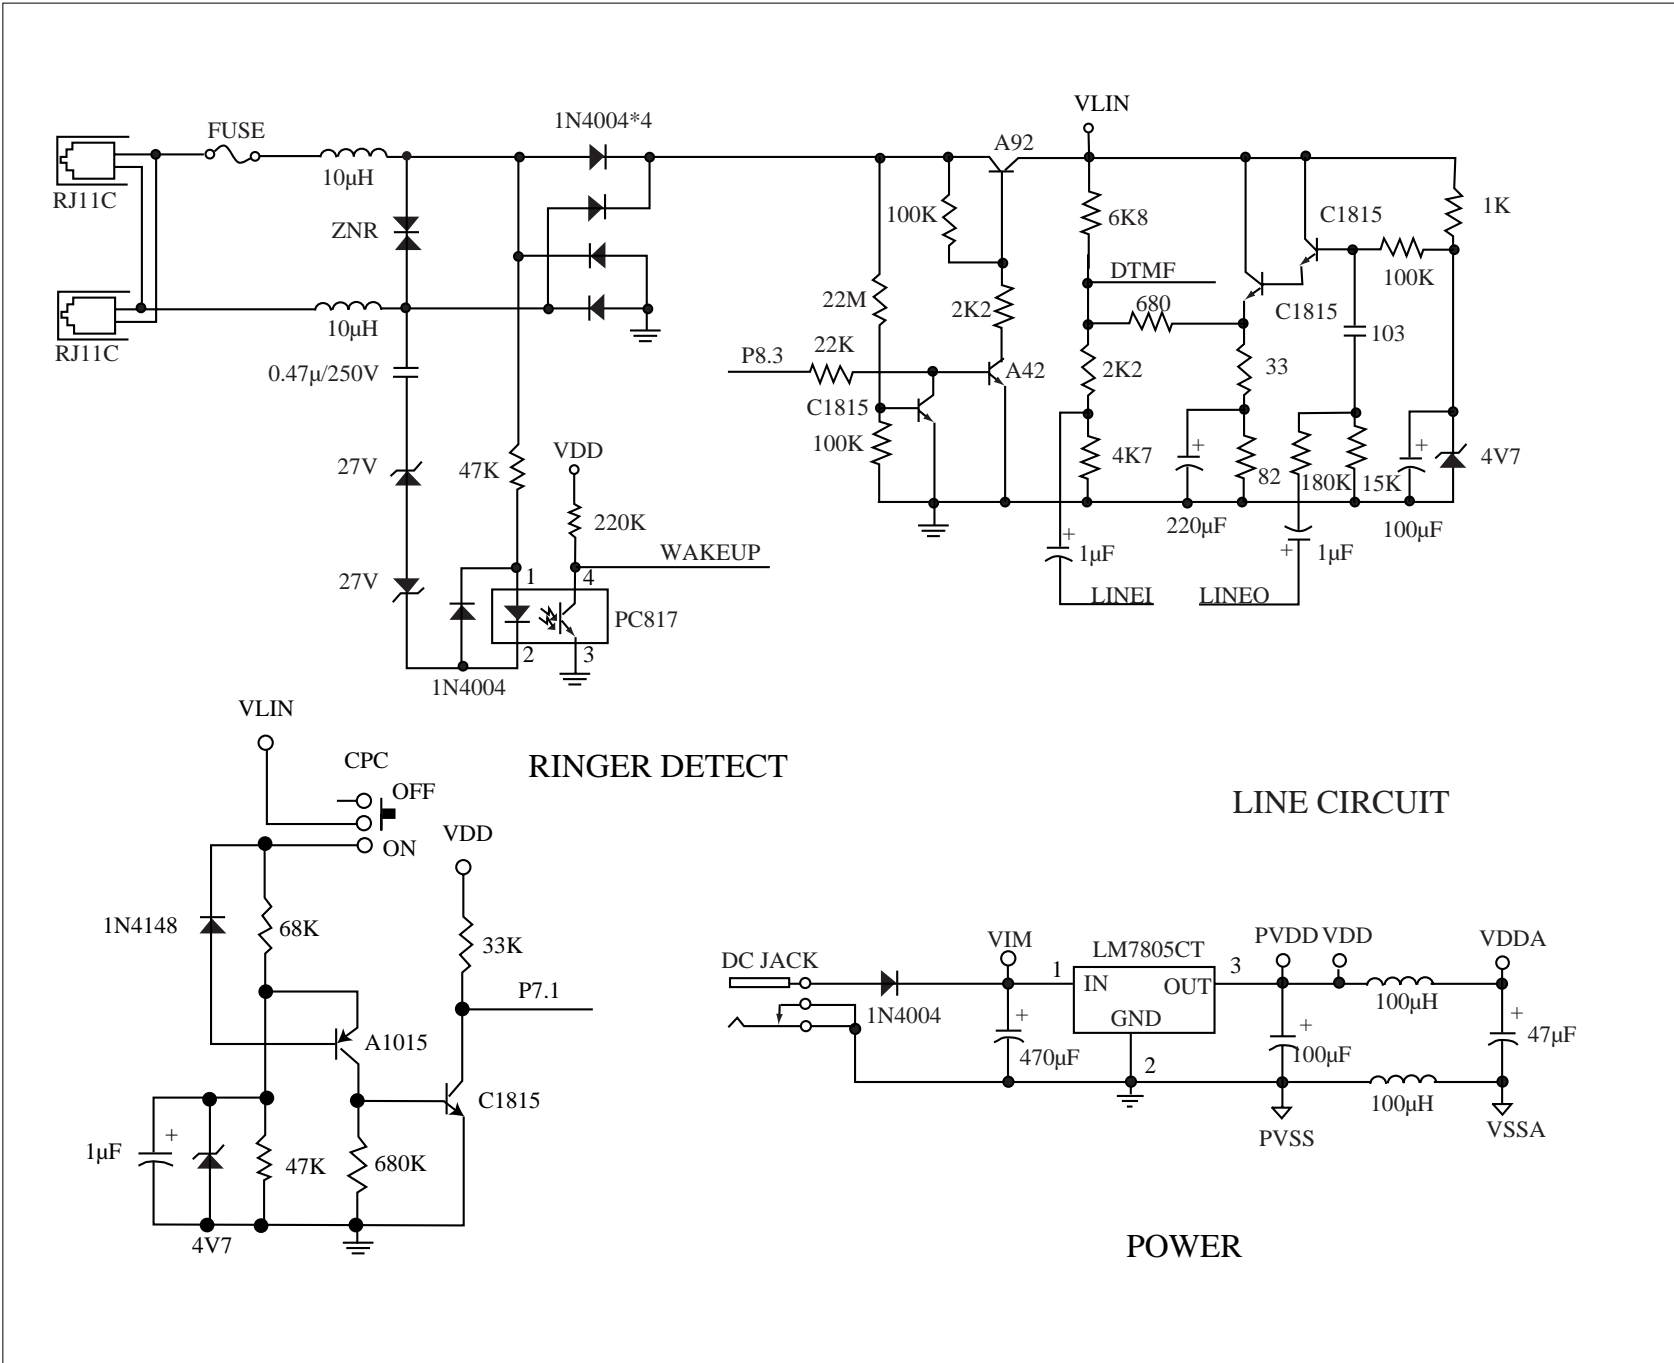 VLIN
FUSE
1N4004*4
A92
10µH
RJ11C
ZNR
100K
6K8
C1815
1K
DTMF
100K
22M
2K2
680
C1815
10µH
RJ11C
103
0.47µ/250V
P8.3
22K
A42
2K2
33
C1815
100K
VDD
27V
47K
4K7
+
82
180K
15K
+
4V7
220K
220µF
100µF
WAKEUP
+
1µF
+
1µF
27V
1
4
LINEI
LINEO
PC817
2
3
1N4004
VLIN
RINGER DETECT
CPC
OFF
LINE CIRCUIT
VDD
ON
1N4148
68K
33K
VIM
LM7805CT
PVDD
VDD
VDDA
DC JACK
1
3
IN
OUT
P7.1
1N4004
100µH
+
GND
+
+
A1015
470µF
2
100µF
47µF
C1815
100µH
+
PVSS
VSSA
1µF
47K
680K
4V7
POWER